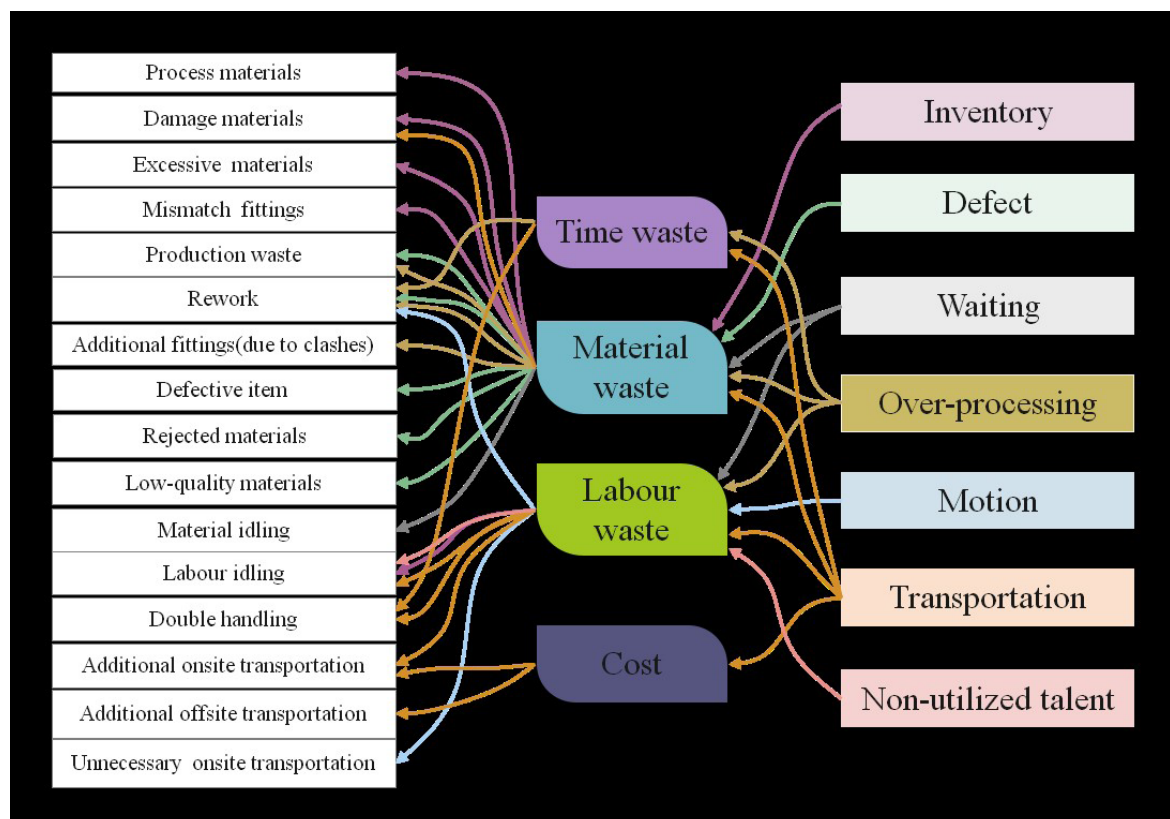 Process materials
Damage materials
Excessive materials
Mismatch fittings
Production waste
Rework
Additional fittings(due to clashes)
Defective item
Rejected materials
Low-quality materials
Material idling
Labour idling
Double handling
Additional onsite transportation
Additional offsite transportation
Unnecessary onsite transportation
Time waste
Material
waste
Labour
waste
Cost
Inventory
Defect
Waiting
Over-processing
Motion
Transportation
Non-utilized talent